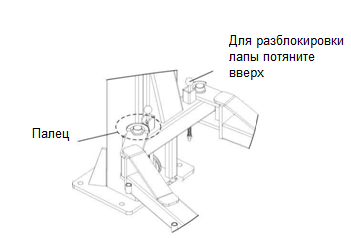 Для разблокировки
лапы потяните
вверх
Палец